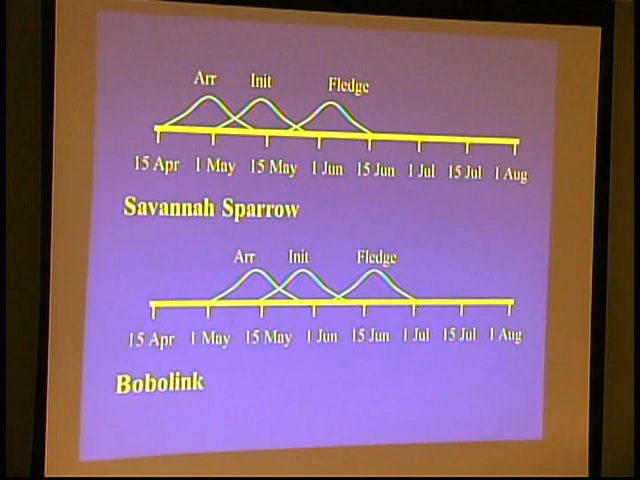 Arr Init Fledge
15 Apr 1 May 15 May 1 Jun 15 Jun 1 Jul 15 Jul 1 Aug
Savannah Sparrow
Arr Init Fledge
15 Apr 1 May 15 May 1 Jun 15 Jun 1 Jul 15 Jul 1 Aug
Bobolink